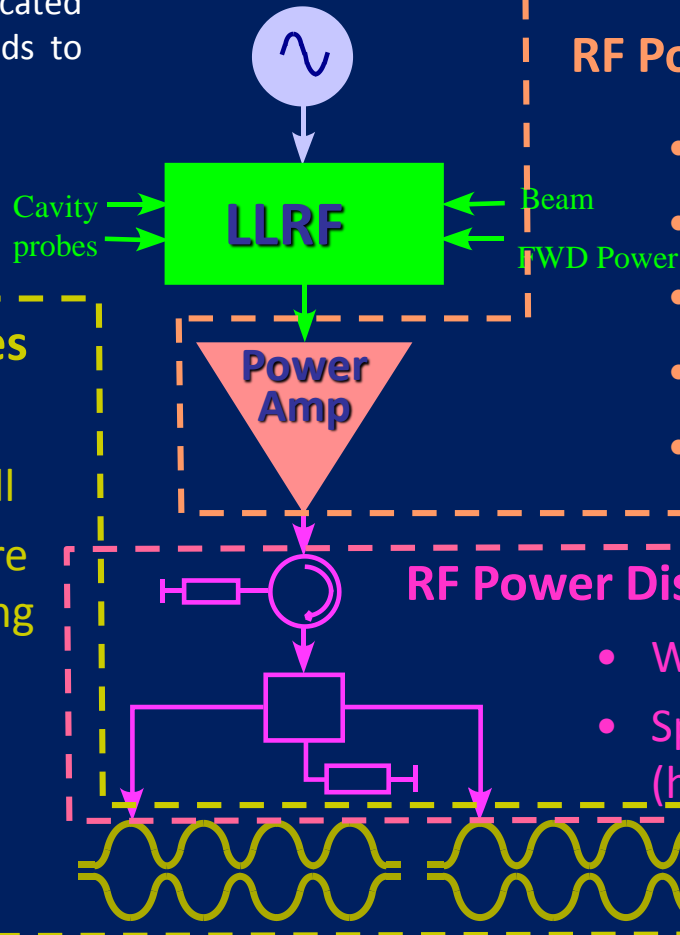 cated
ds to
RF Po
Cavity
probes
LLRF
Beam
FWD Power
es
Power
Amp
ll
re
ng
RF Power Dis
W
Sp
(h